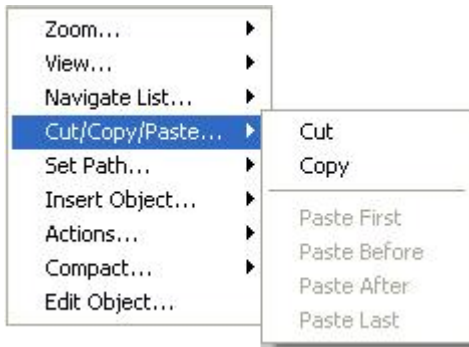 Zoom...
View...
Navigate List...
Cut/Copy/Paste...
Set Path...
Insert Object...
Actions...
Compact...
Edit Object...
Cut
Copy
Paste First
Paste Before
Paste After
Paste Last